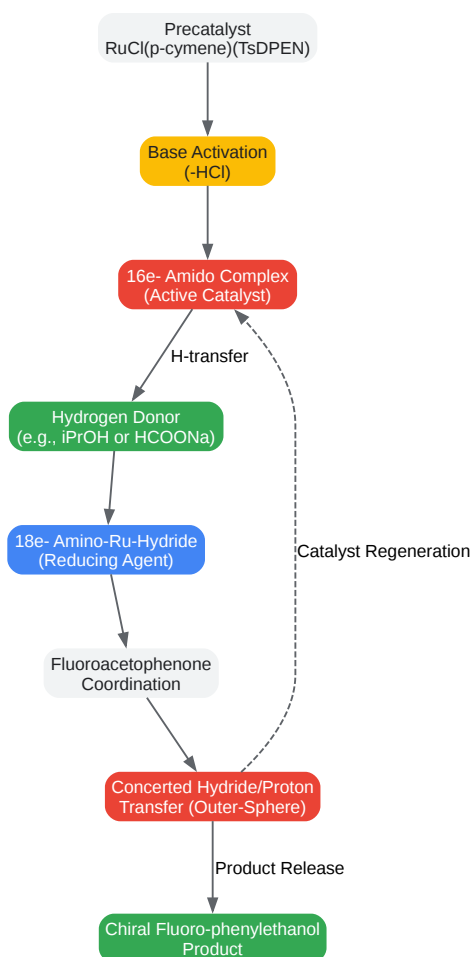 Precatalyst
RuCl(p-cymene)(TsDPEN)
Base Activation
(-HCl)
16e- Amido Complex
(Active Catalyst)
H-transfer
Hydrogen Donor
(e.g., iPrOH or HCOONa)
18e- Amino-Ru-Hydride
(Reducing Agent)
Catalyst Regeneration
Fluoroacetophenone
Coordination
Concerted Hydride/Proton
Transfer (Outer-Sphere)
Product Release
Chiral Fluoro-phenylethanol
Product